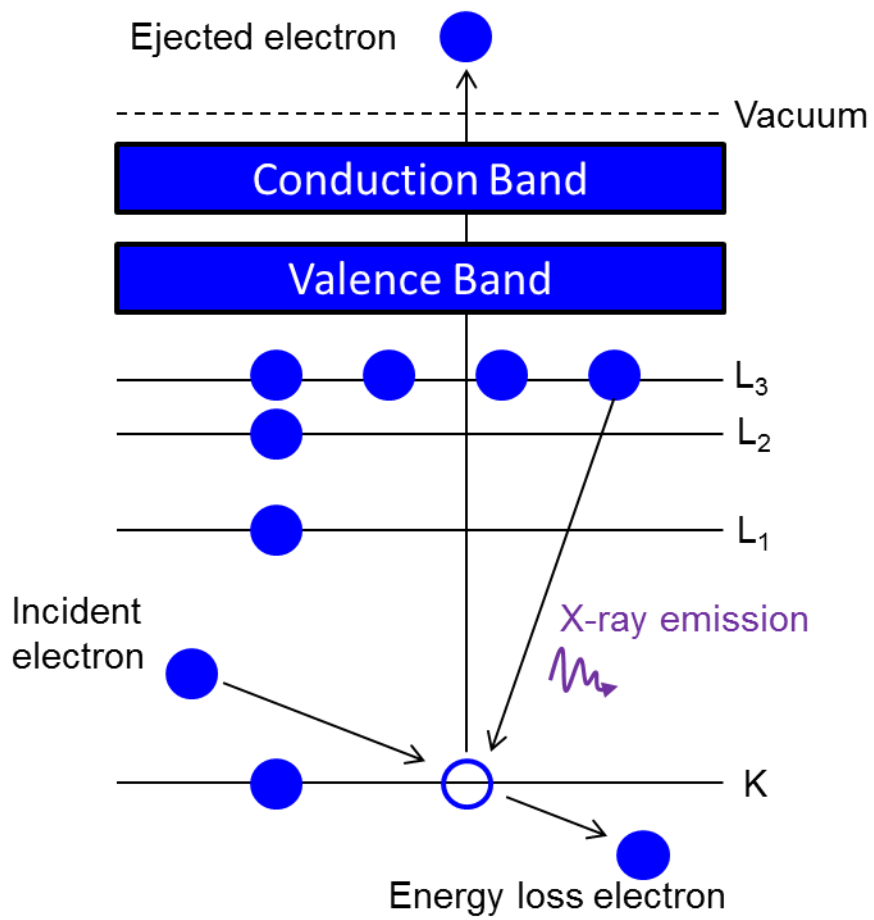 Ejected electron
Vacuum
Conduction Band
Valence Band
L₃
L₂
L₁
Incident
electron
X-ray emission
K
Energy loss electron